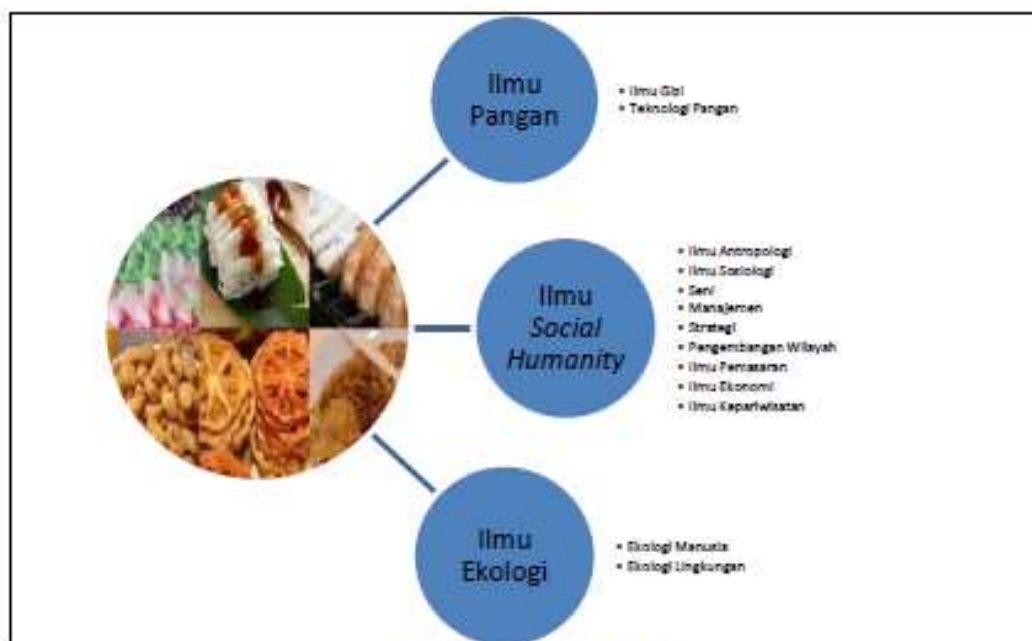 Ilmu
Pangan
• Ilmu Gizi
• Teknologi Pangan
Ilmu
Social
Humanity
• Ilmu Antropologi
• Ilmu Sosiologi
• Seni
• Manajemen
• Strategi
• Pengembangan Wilayah
• Ilmu Pemasaran
• Ilmu Ekonomi
• Ilmu Kepariwisatan
Ilmu
Ekologi
• Ekologi Manusia
• Ekologi Lingkungan